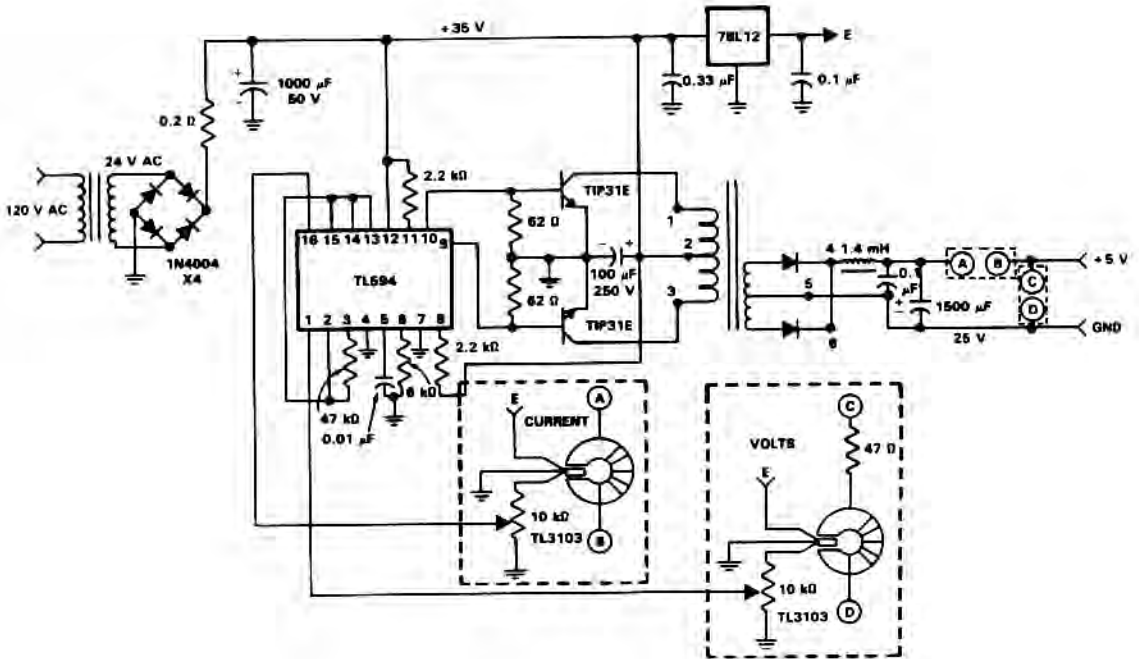 +35 V
78L12
E
1000 μF
50 V
0.33 μF
0.1 μF
0.2 Ω
24 V AC
120 V AC
1N4004
X4
2.2 kΩ
TIP31E
62 Ω
62 Ω
100 μF
250 V
TIP31E
16 15 14 13 12 11 10 9
TL594
1 2 3 4 5 6 7 8
1
2
3
4 1.4 mH
5
6
0.1
μF
1500 μF
25 V
A B
C
D
+5 V
GND
2.2 kΩ
47 kΩ
6 kΩ
0.01 μF
E
CURRENT
A
10 kΩ
TL3103
B
VOLTS
E
C
47 Ω
10 kΩ
TL3103
D